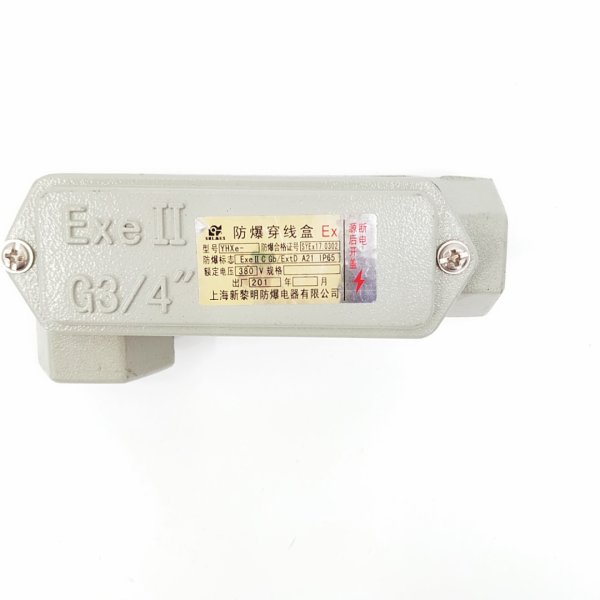 Exe II
G3/4"
防爆穿线盒 Ex
型号 YHXe- 防爆合格证号 SYEx17.0302
防爆标志 Exe II C Gb/ExtD A21 IP65
额定电压 380 V 规格
出厂 201 年 月
上海新黎明防爆电器有限公司
断电
源后开盖